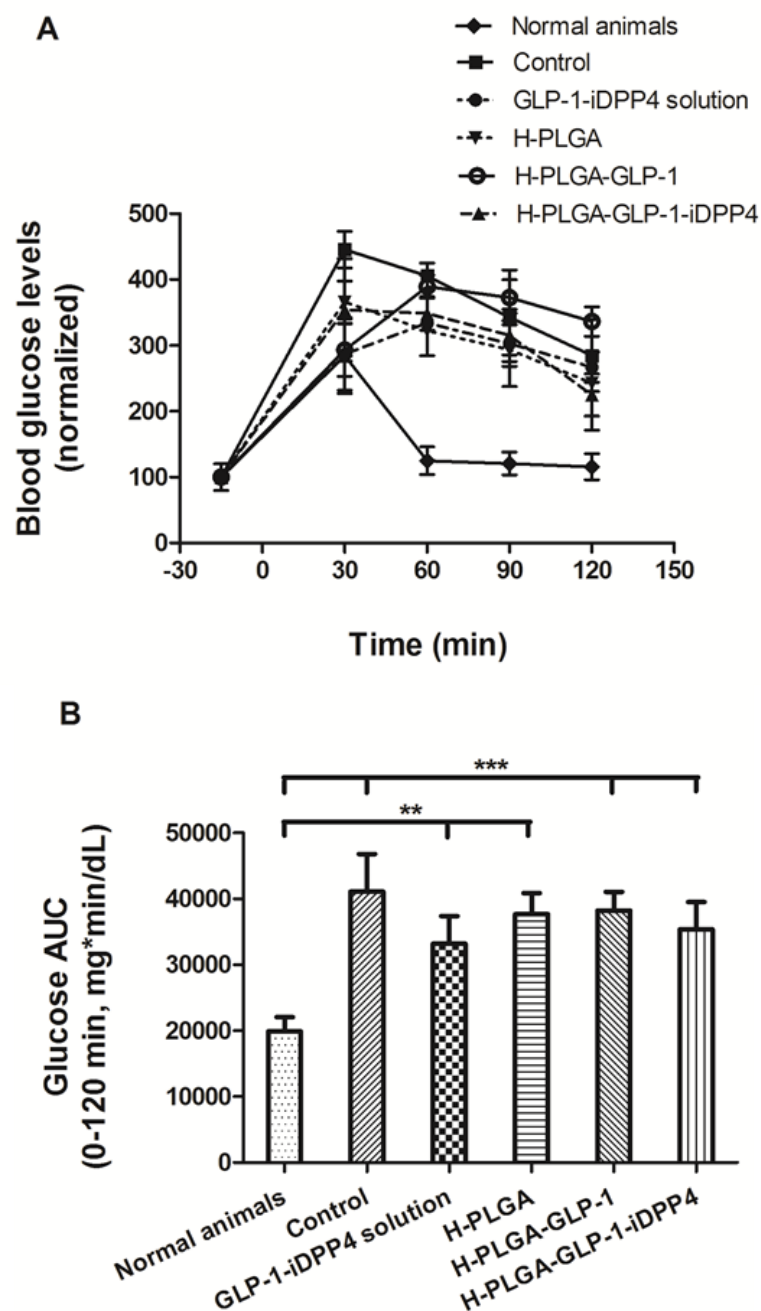 A
Normal animals
Control
GLP-1-iDPP4 solution
H-PLGA
H-PLGA-GLP-1
H-PLGA-GLP-1-iDPP4
Blood glucose levels
(normalized)
500
400
300
200
100
0
-30
0
30
60
90
120
150
Time (min)
B
***
**
Glucose AUC
(0-120 min, mg*min/dL)
50000
40000
30000
20000
10000
0
Normal animals
Control
GLP-1-iDPP4 solution
H-PLGA
H-PLGA-GLP-1
H-PLGA-GLP-1-iDPP4